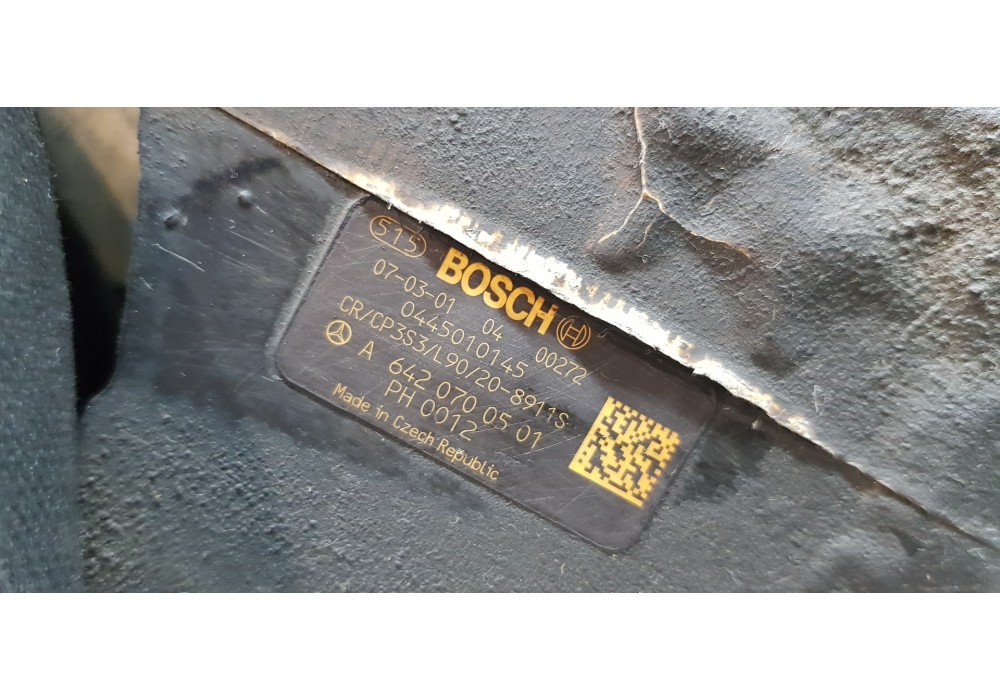 515
BOSCH
07-03-01 04 00272
0445010145
CR/CP3S3/L90/20-8911S
A 642 070 05 01
PH 0012
Made in Czech Republic